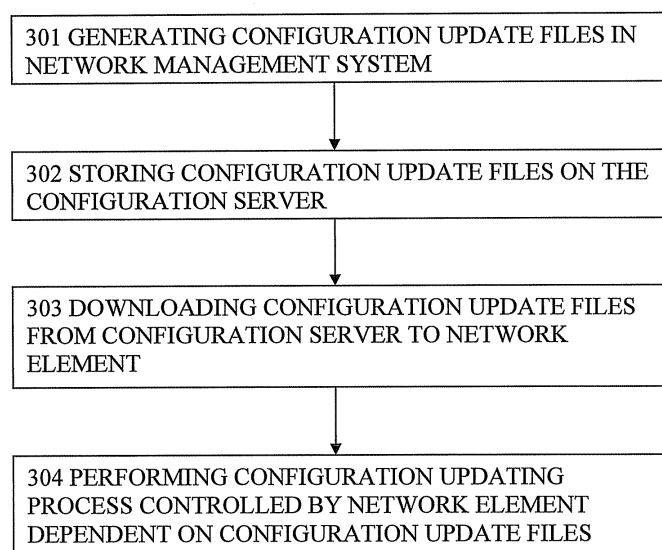 301 GENERATING CONFIGURATION UPDATE FILES IN
NETWORK MANAGEMENT SYSTEM
302 STORING CONFIGURATION UPDATE FILES ON THE
CONFIGURATION SERVER
303 DOWNLOADING CONFIGURATION UPDATE FILES
FROM CONFIGURATION SERVER TO NETWORK
ELEMENT
304 PERFORMING CONFIGURATION UPDATING
PROCESS CONTROLLED BY NETWORK ELEMENT
DEPENDENT ON CONFIGURATION UPDATE FILES